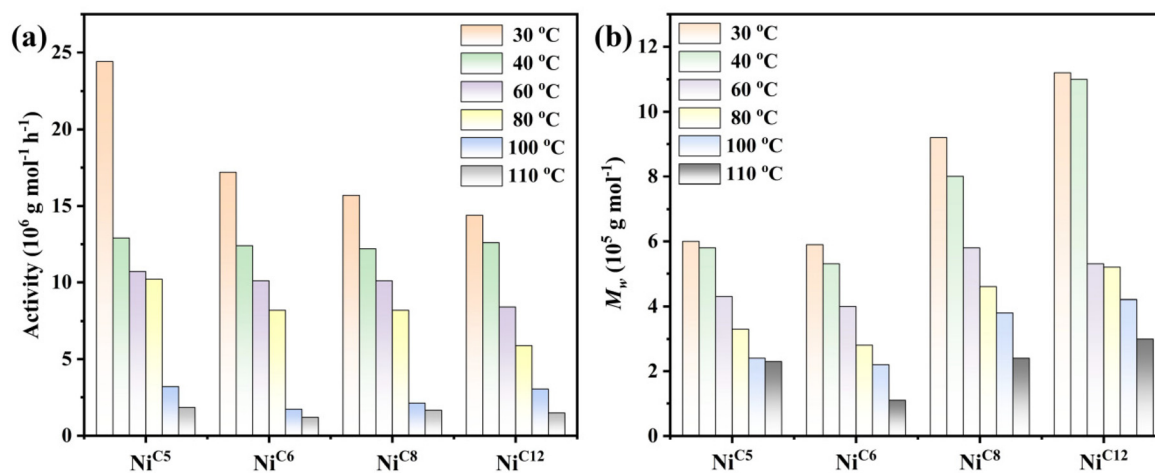 (a)
Activity (10⁶ g mol⁻¹ h⁻¹)
25
20
15
10
5
0
30 ºC
40 ºC
60 ºC
80 ºC
100 ºC
110 ºC
Ni^C5 Ni^C6 Ni^C8 Ni^C12
(b)
M_w (10⁵ g mol⁻¹)
12
10
8
6
4
2
0
30 ºC
40 ºC
60 ºC
80 ºC
100 ºC
110 ºC
Ni^C5 Ni^C6 Ni^C8 Ni^C12